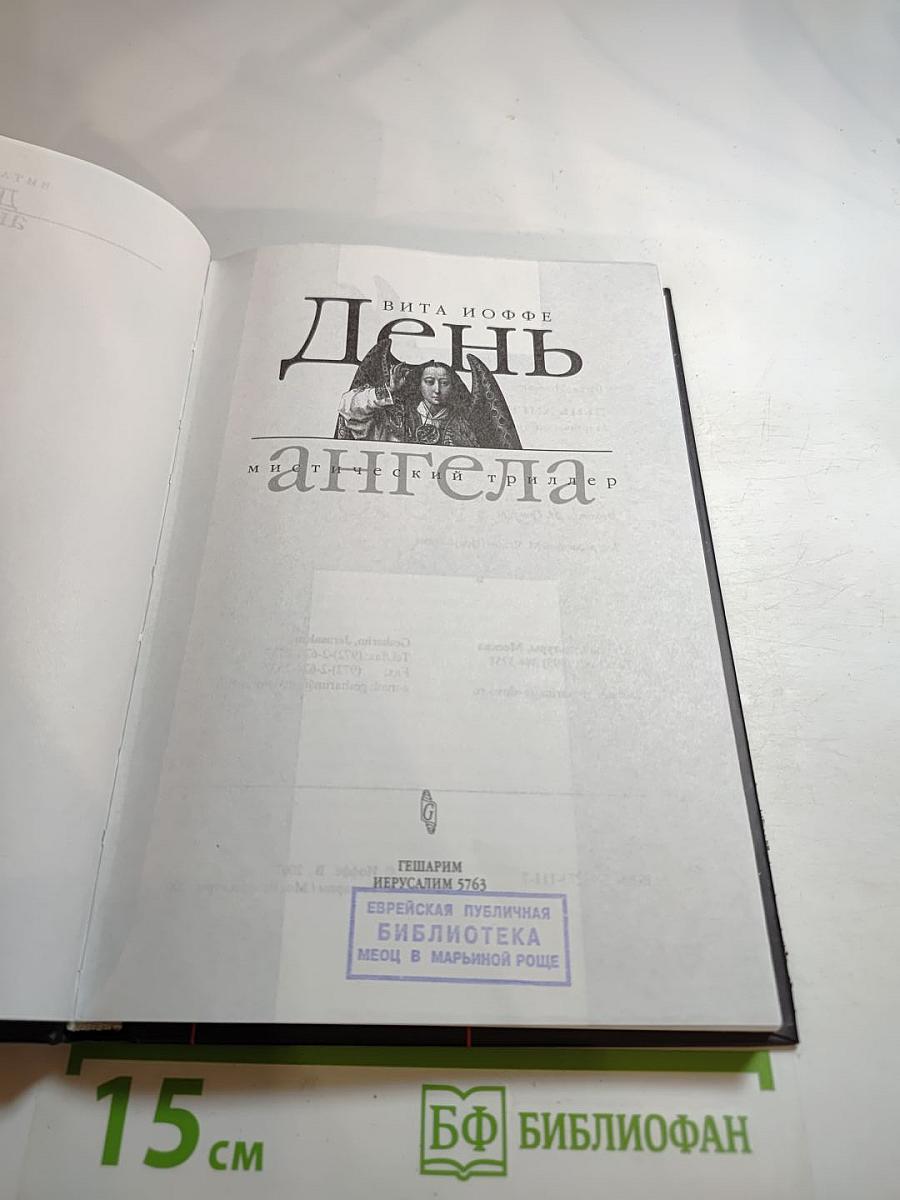 ВИТА ИОФФЕ
День
ангела
мистический триллер
G
ГЕШАРИМ
ИЕРУСАЛИМ 5763
ЕВРЕЙСКАЯ ПУБЛИЧНАЯ
БИБЛИОТЕКА
МЕОЦ В МАРЬИНОЙ РОЩЕ
15 см
БФ БИБЛИОФАН